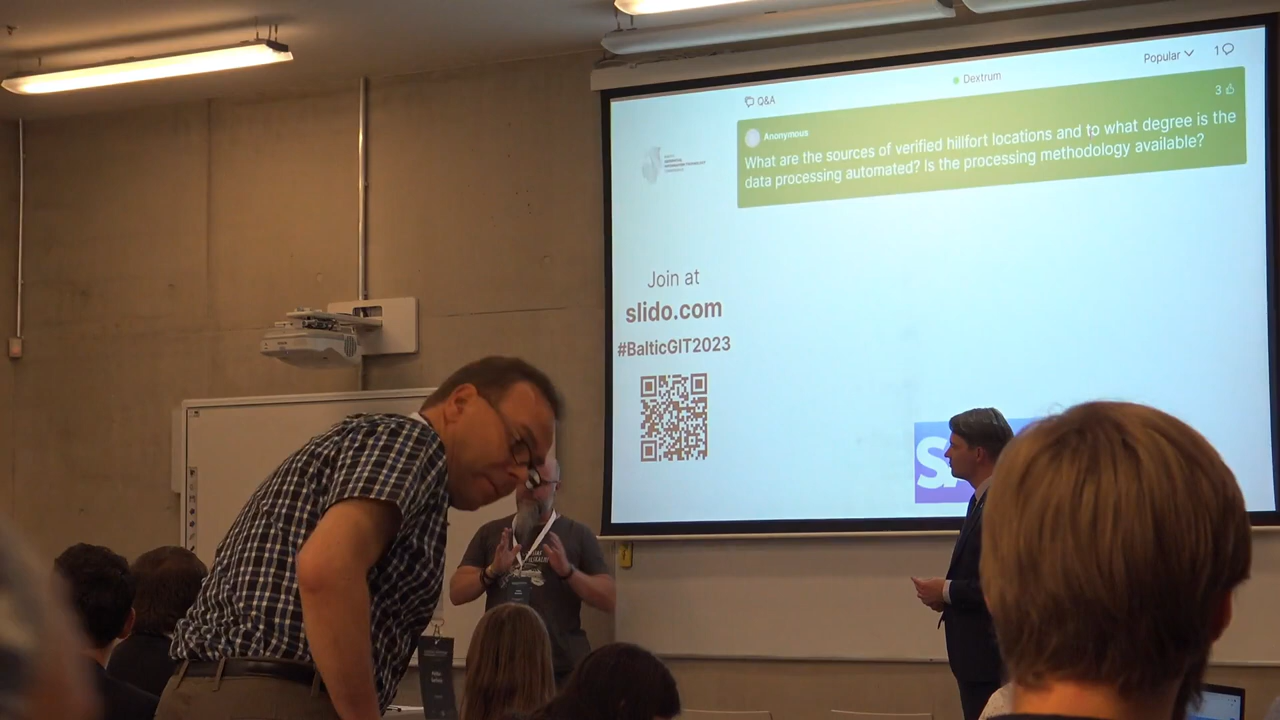 Popular
1
Dextrum
Q&A
3
Anonymous
What are the sources of verified hillfort locations and to what degree is the
data processing automated? Is the processing methodology available?
Join at
slido.com
#BalticGIT2023